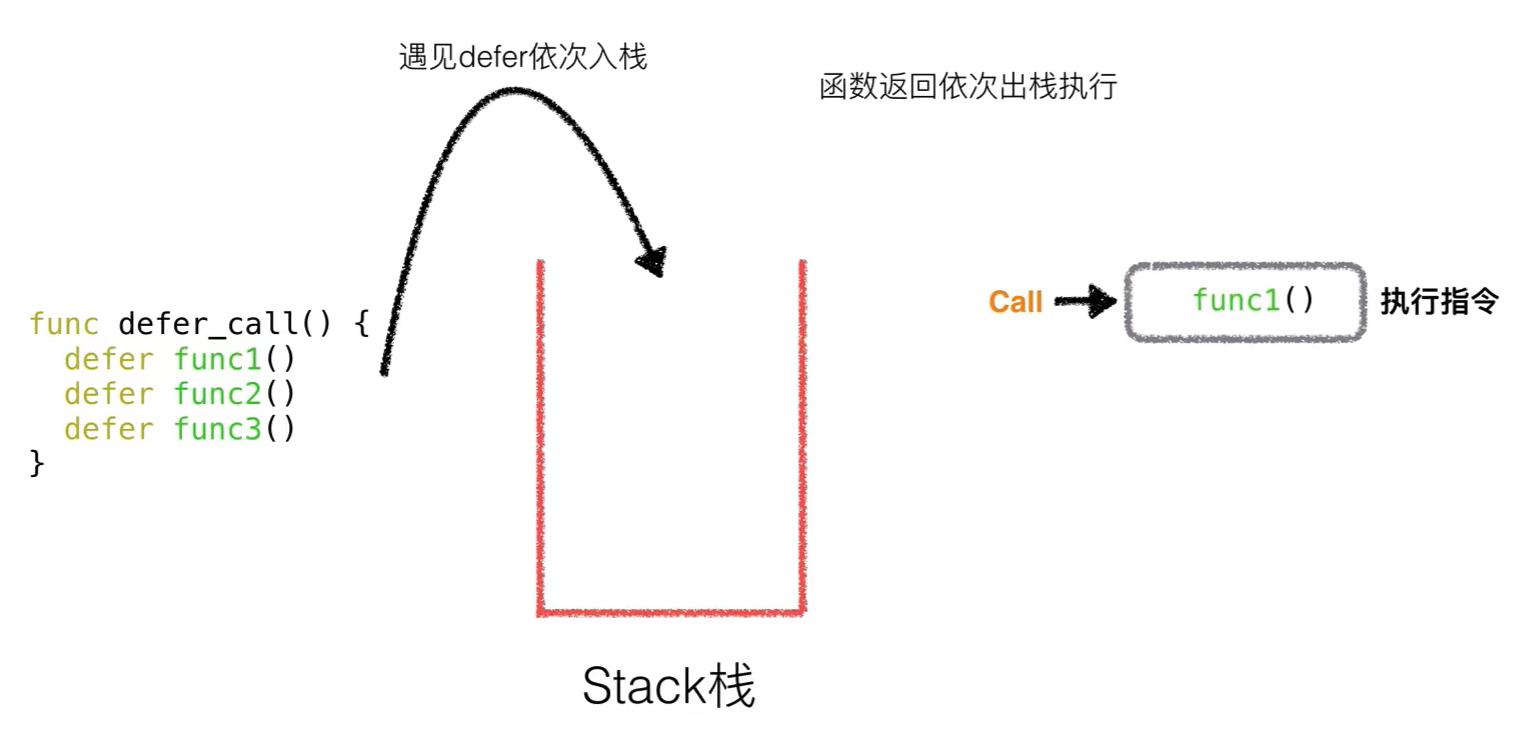 遇见defer依次入栈
函数返回依次出栈执行
func defer_call() {
  defer func1()
  defer func2()
  defer func3()
}
Call
func1()
执行指令
Stack栈